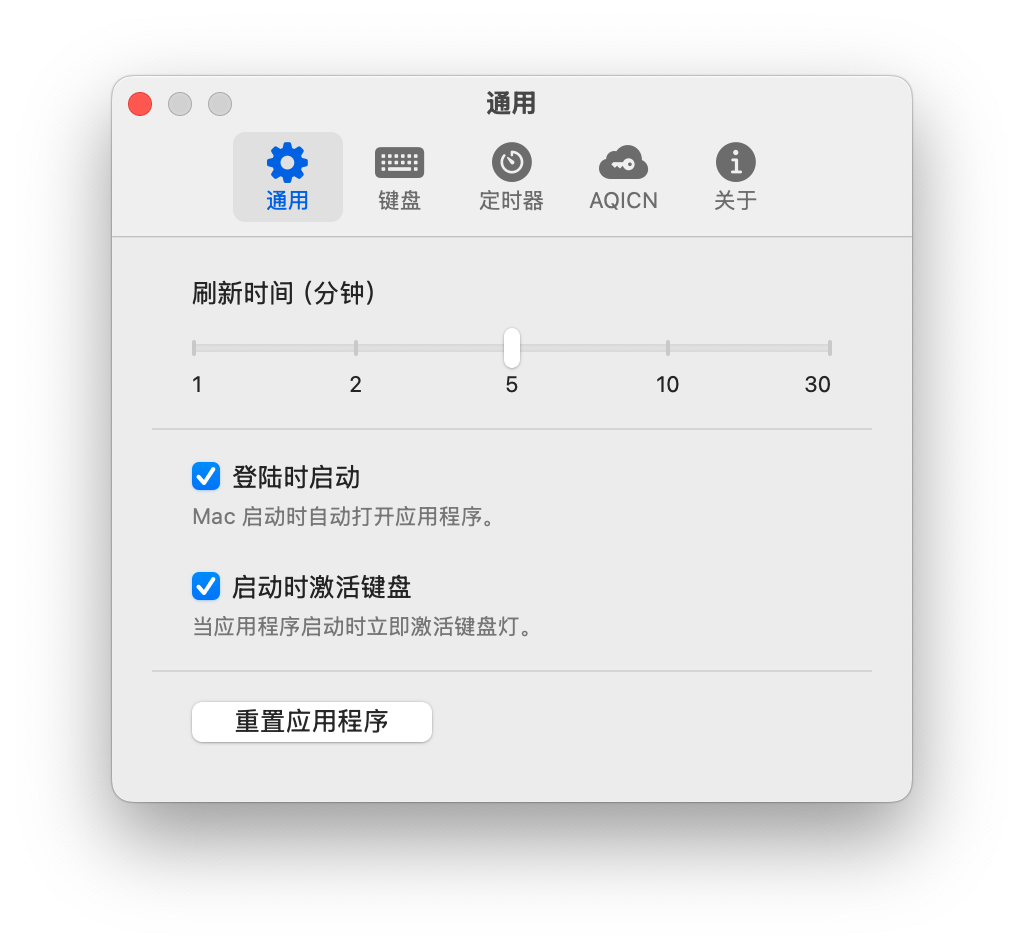 通用
通用 键盘 定时器 AQICN 关于
刷新时间 (分钟)
1 2 5 10 30
登陆时启动
Mac 启动时自动打开应用程序。
启动时激活键盘
当应用程序启动时立即激活键盘灯。
重置应用程序